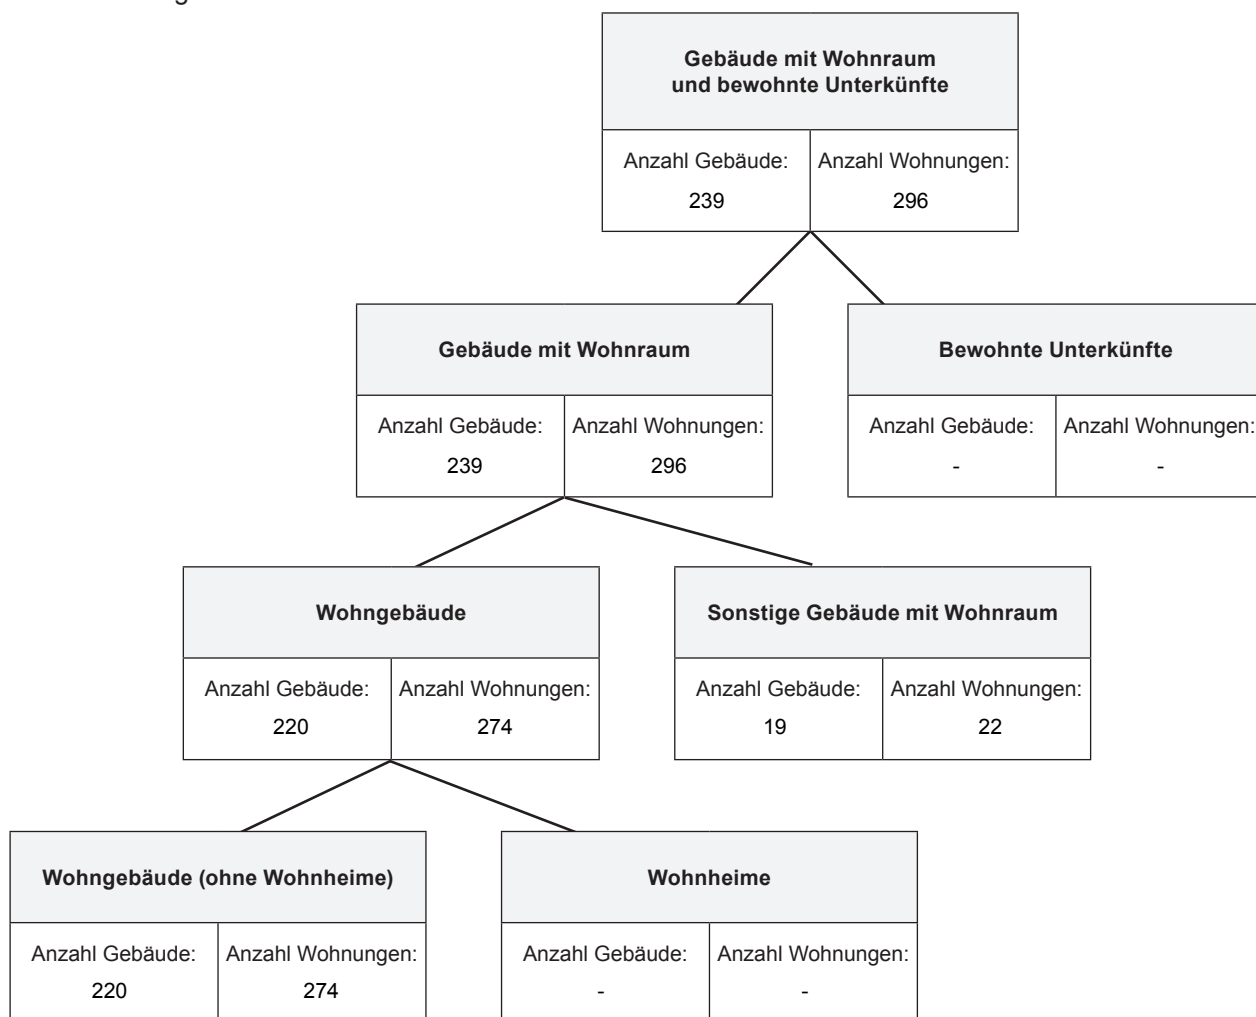 Gebäude mit Wohnraum
und bewohnte Unterkünfte
Anzahl Gebäude: Anzahl Wohnungen:
239 296
Gebäude mit Wohnraum
Anzahl Gebäude: Anzahl Wohnungen:
239 296
Bewohnte Unterkünfte
Anzahl Gebäude: Anzahl Wohnungen:
- -
Wohngebäude
Anzahl Gebäude: Anzahl Wohnungen:
220 274
Sonstige Gebäude mit Wohnraum
Anzahl Gebäude: Anzahl Wohnungen:
19 22
Wohngebäude (ohne Wohnheime)
Anzahl Gebäude: Anzahl Wohnungen:
220 274
Wohnheime
Anzahl Gebäude: Anzahl Wohnungen:
- -